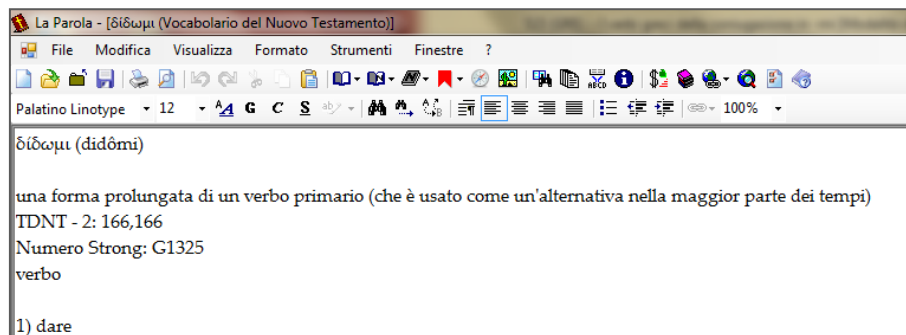 La Parola - [δίδωμι (Vocabolario del Nuovo Testamento)]
File Modifica Visualizza Formato Strumenti Finestre ?
Palatino Linotype 12 A A G C S ab 100%
δίδωμι (didômi)
una forma prolungata di un verbo primario (che è usato come un'alternativa nella maggior parte dei tempi)
TDNT - 2: 166,166
Numero Strong: G1325
verbo
1) dare